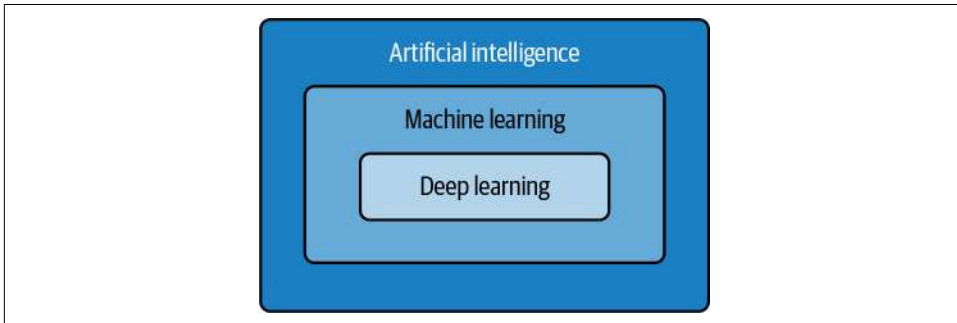 Artificial intelligence
Machine learning
Deep learning